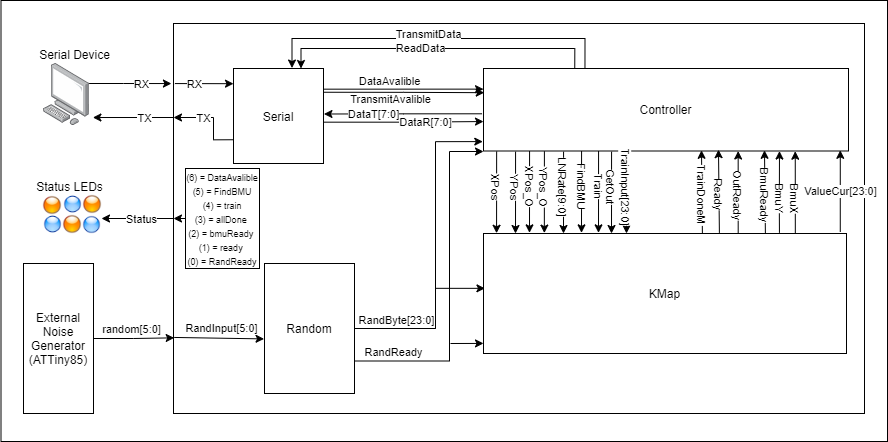 TransmitData
ReadData
Serial Device
RX
RX
DataAvalible
TransmitAvalible
Serial
DataT[7:0]
DataR[7:0]
Controller
TX
TX
XPos
YPos
XPos_O
YPos_O
LNRate[9:0]
FindBMU
Train
GetOut
TrainInput[23:0]
TrainDoneM
Ready
OutReady
BmuReady
BmuY
BmuX
ValueCur[23:0]
Status LEDs
Status
(6) = DataAvalible
(5) = FindBMU
(4) = train
(3) = allDone
(2) = bmuReady
(1) = ready
(0) = RandReady
KMap
External
Noise
Generator
(ATTiny85)
random[5:0]
RandInput[5:0]
Random
RandByte[23:0]
RandReady